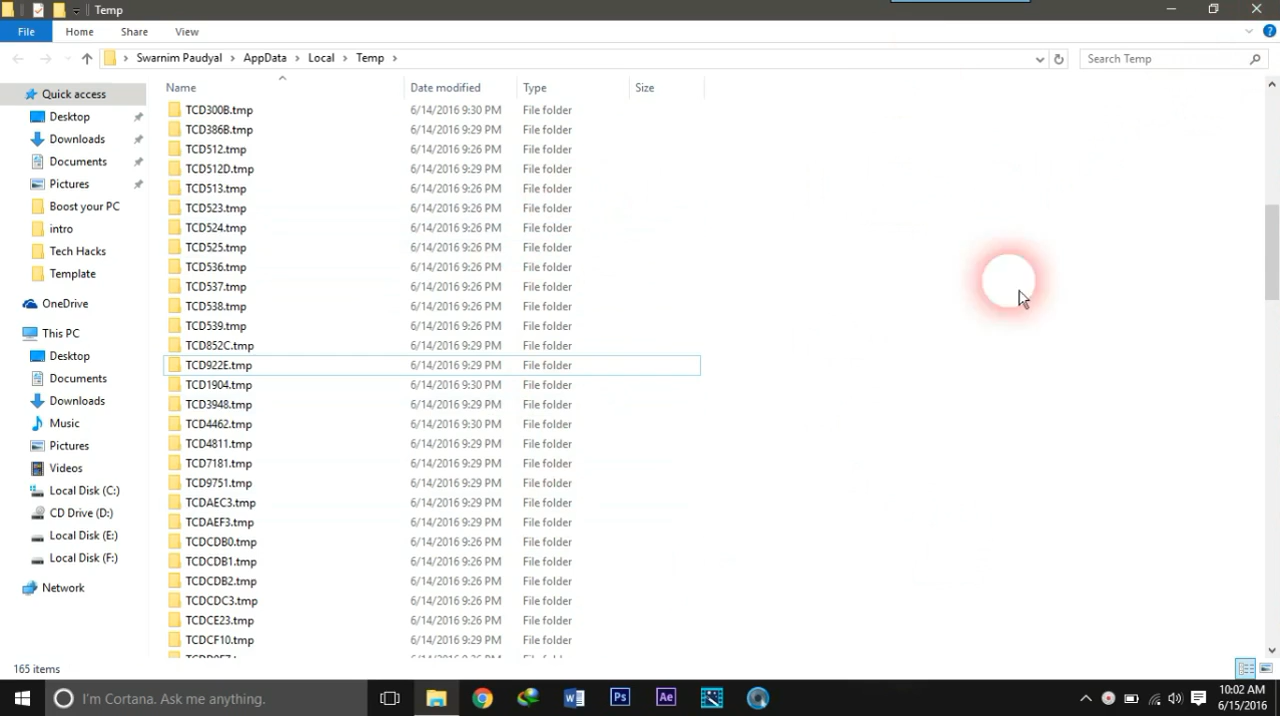 Temp
File Home Share View
Swarnim Paudyal > AppData > Local > Temp >
Search Temp
Quick access
Desktop
Downloads
Documents
Pictures
Boost your PC
intro
Tech Hacks
Template
OneDrive
This PC
Desktop
Documents
Downloads
Music
Pictures
Videos
Local Disk (C:)
CD Drive (D:)
Local Disk (E:)
Local Disk (F:)
Network
Name Date modified Type Size
TCD300B.tmp 6/14/2016 9:30 PM File folder
TCD386B.tmp 6/14/2016 9:29 PM File folder
TCD512.tmp 6/14/2016 9:26 PM File folder
TCD512D.tmp 6/14/2016 9:29 PM File folder
TCD513.tmp 6/14/2016 9:26 PM File folder
TCD523.tmp 6/14/2016 9:26 PM File folder
TCD524.tmp 6/14/2016 9:26 PM File folder
TCD525.tmp 6/14/2016 9:26 PM File folder
TCD536.tmp 6/14/2016 9:26 PM File folder
TCD537.tmp 6/14/2016 9:26 PM File folder
TCD538.tmp 6/14/2016 9:26 PM File folder
TCD539.tmp 6/14/2016 9:26 PM File folder
TCD852C.tmp 6/14/2016 9:29 PM File folder
TCD922E.tmp 6/14/2016 9:29 PM File folder
TCD1904.tmp 6/14/2016 9:30 PM File folder
TCD3948.tmp 6/14/2016 9:29 PM File folder
TCD4462.tmp 6/14/2016 9:30 PM File folder
TCD4811.tmp 6/14/2016 9:29 PM File folder
TCD7181.tmp 6/14/2016 9:29 PM File folder
TCD9751.tmp 6/14/2016 9:29 PM File folder
TCDAEC3.tmp 6/14/2016 9:29 PM File folder
TCDAEF3.tmp 6/14/2016 9:29 PM File folder
TCDCDB0.tmp 6/14/2016 9:26 PM File folder
TCDCDB1.tmp 6/14/2016 9:26 PM File folder
TCDCDB2.tmp 6/14/2016 9:26 PM File folder
TCDCDC3.tmp 6/14/2016 9:26 PM File folder
TCDCE23.tmp 6/14/2016 9:26 PM File folder
TCDCF10.tmp 6/14/2016 9:29 PM File folder
165 items
I'm Cortana. Ask me anything.
Ps
Ae
10:02 AM
6/15/2016